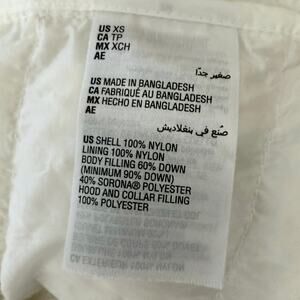 US XS
CA TP
MX XCH
AE
صغير جدًا
US MADE IN BANGLADESH
CA FABRIQUÉ AU BANGLADESH
MX HECHO EN BANGLADESH
AE
صُنع في بنغلاديش
US SHELL 100% NYLON
LINING 100% NYLON
BODY FILLING 60% DOWN
(MINIMUM 90% DOWN)
40% SORONA® POLYESTER
HOOD AND COLLAR FILLING
100% POLYESTER